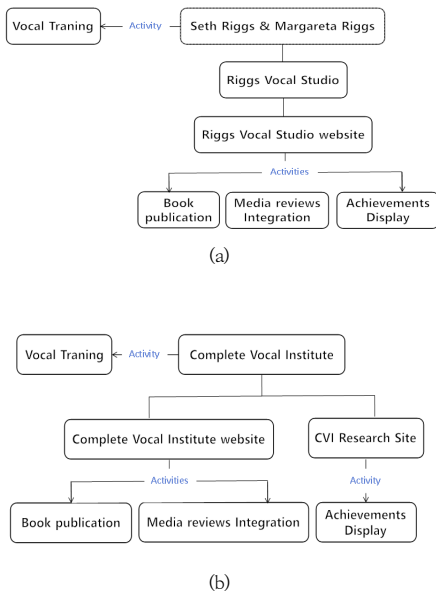 Vocal Traning
Activity
Seth Riggs & Margareta Riggs
Riggs Vocal Studio
Riggs Vocal Studio website
Activities
Book
publication
Media reviews
Integration
Achievements
Display
(a)
Vocal Traning
Activity
Complete Vocal Institute
Complete Vocal Institute website
CVI Research Site
Activities
Activity
Book publication
Media reviews Integration
Achievements
Display
(b)